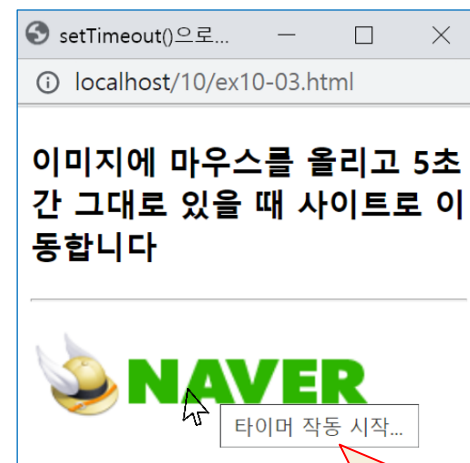 setTimeout()으로...
localhost/10/ex10-03.html
이미지에 마우스를 올리고 5초
간 그대로 있을 때 사이트로 이
동합니다
NAVER
타이머 작동 시작...